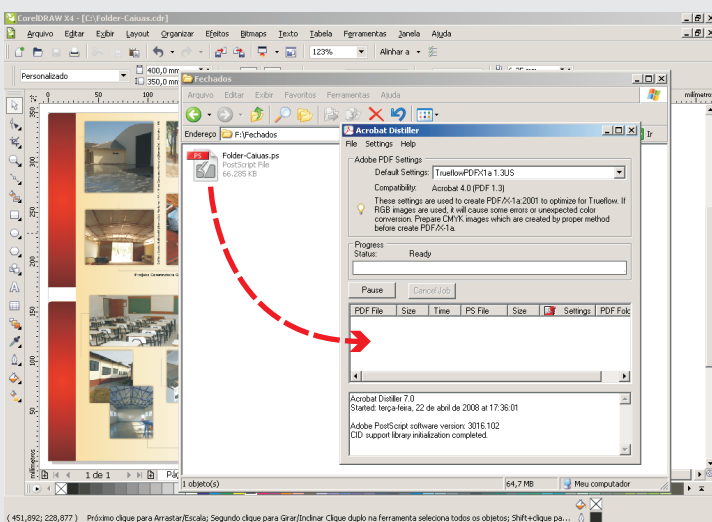 CorelDRAW X4 - [C:\Folder-Caiuas.cdr]
Arquivo Editar Exibir Layout Organizar Efeitos Bitmaps Texto Tabela Ferramentas Janela Ajuda
123% Alinhar a
Personalizado
400,0 mm
350,0 mm
0 50 100
milímetros
Fechados
Arquivo Editar Exibir Favoritos Ferramentas Ajuda
Endereço F:\Fechados Ir
PS
Folder-Caiuas.ps
PostScript File
66.285 KB
Acrobat Distiller
File Settings Help
Adobe PDF Settings
Default Settings: TrueflowPDFX1a 1.3US
Compatibility: Acrobat 4.0 (PDF 1.3)
These settings are used to create PDF/X-1a:2001 to optimize for Trueflow. If
RGB images are used, it will cause some errors or unexpected color
conversion. Prepare CMYK images which are created by proper method
before create PDF/X-1a.
Progress
Status: Ready
Pause Cancel Job
PDF File Size Time PS File Size Settings PDF Fold
Acrobat Distiller 7.0
Started: terça-feira, 22 de abril de 2008 at 17:36:01
Adobe PostScript software version: 3016.102
CID support library initialization completed.
milímetros
1 de 1 Pág
1 objeto(s) 64,7 MB Meu computador
( 451,892; 228,877 ) Próximo clique para Arrastar/Escala; Segundo clique para Girar/Inclinar Clique duplo na ferramenta seleciona todos os objetos; Shift+clique pa...